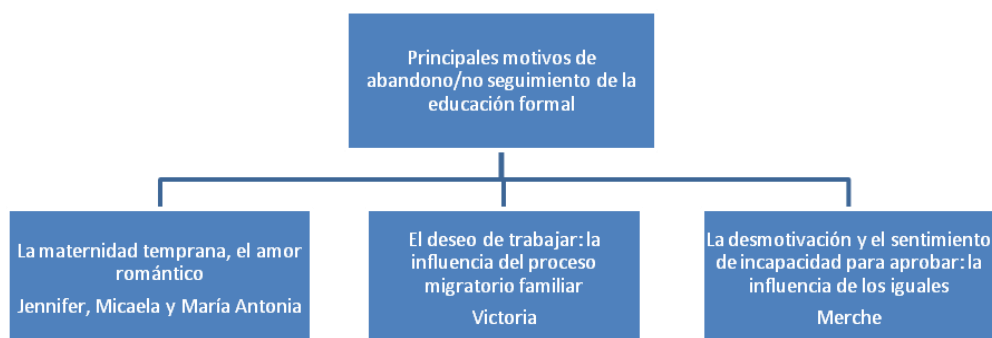 Principales motivos de
abandono/no seguimiento de la
educación formal
La maternidad temprana, el amor
romántico
Jennifer, Micaela y María Antonia
El deseo de trabajar: la
influencia del proceso
migratorio familiar
Victoria
La desmotivación y el sentimiento
de incapacidad para aprobar: la
influencia de los iguales
Merche